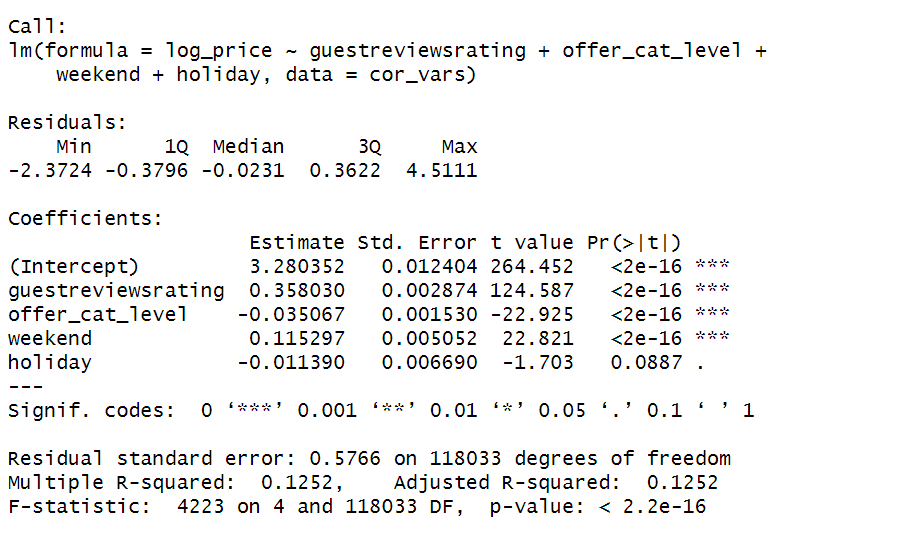 Call:
lm(formula = log_price ~ guestreviewsrating + offer_cat_level +
    weekend + holiday, data = cor_vars)

Residuals:
    Min      1Q  Median      3Q     Max
-2.3724 -0.3796 -0.0231  0.3622  4.5111

Coefficients:
                    Estimate Std. Error t value Pr(>|t|)
(Intercept)         3.280352   0.012404 264.452   <2e-16 ***
guestreviewsrating  0.358030   0.002874 124.587   <2e-16 ***
offer_cat_level    -0.035067   0.001530 -22.925   <2e-16 ***
weekend             0.115297   0.005052  22.821   <2e-16 ***
holiday            -0.011390   0.006690  -1.703   0.0887 .
---
Signif. codes:  0 ‘***’ 0.001 ‘**’ 0.01 ‘*’ 0.05 ‘.’ 0.1 ‘ ’ 1

Residual standard error: 0.5766 on 118033 degrees of freedom
Multiple R-squared:  0.1252,    Adjusted R-squared:  0.1252
F-statistic:  4223 on 4 and 118033 DF,  p-value: < 2.2e-16